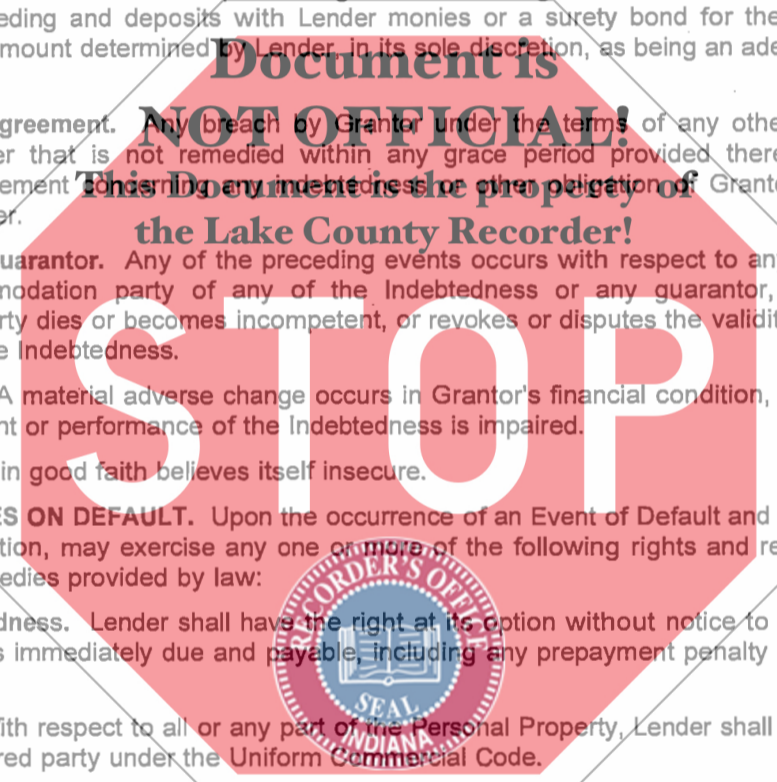 eding and deposits with Lender monies or a surety bond for the
mount determined by Lender, in its sole discretion, as being an ade
Document is
NOT OFFICIAL!
greement. Any breach by Grantor under the terms of any othe
er that is not remedied within any grace period provided there
This Document is the property of
ement concerning any indebtedness or other obligation of Grant
er.
the Lake County Recorder!
uarantor. Any of the preceding events occurs with respect to an
modation party of any of the Indebtedness or any guarantor,
rty dies or becomes incompetent, or revokes or disputes the validit
e Indebtedness.
STOP
A material adverse change occurs in Grantor's financial condition,
nt or performance of the Indebtedness is impaired.
in good faith believes itself insecure.
ES ON DEFAULT. Upon the occurrence of an Event of Default and
tion, may exercise any one or more of the following rights and re
edies provided by law:
RECORDER'S OFFICE
dness. Lender shall have the right at its option without notice to
s immediately due and payable, including any prepayment penalty
SEAL
INDIANA
ith respect to all or any part of the Personal Property, Lender shall
red party under the Uniform Commercial Code.